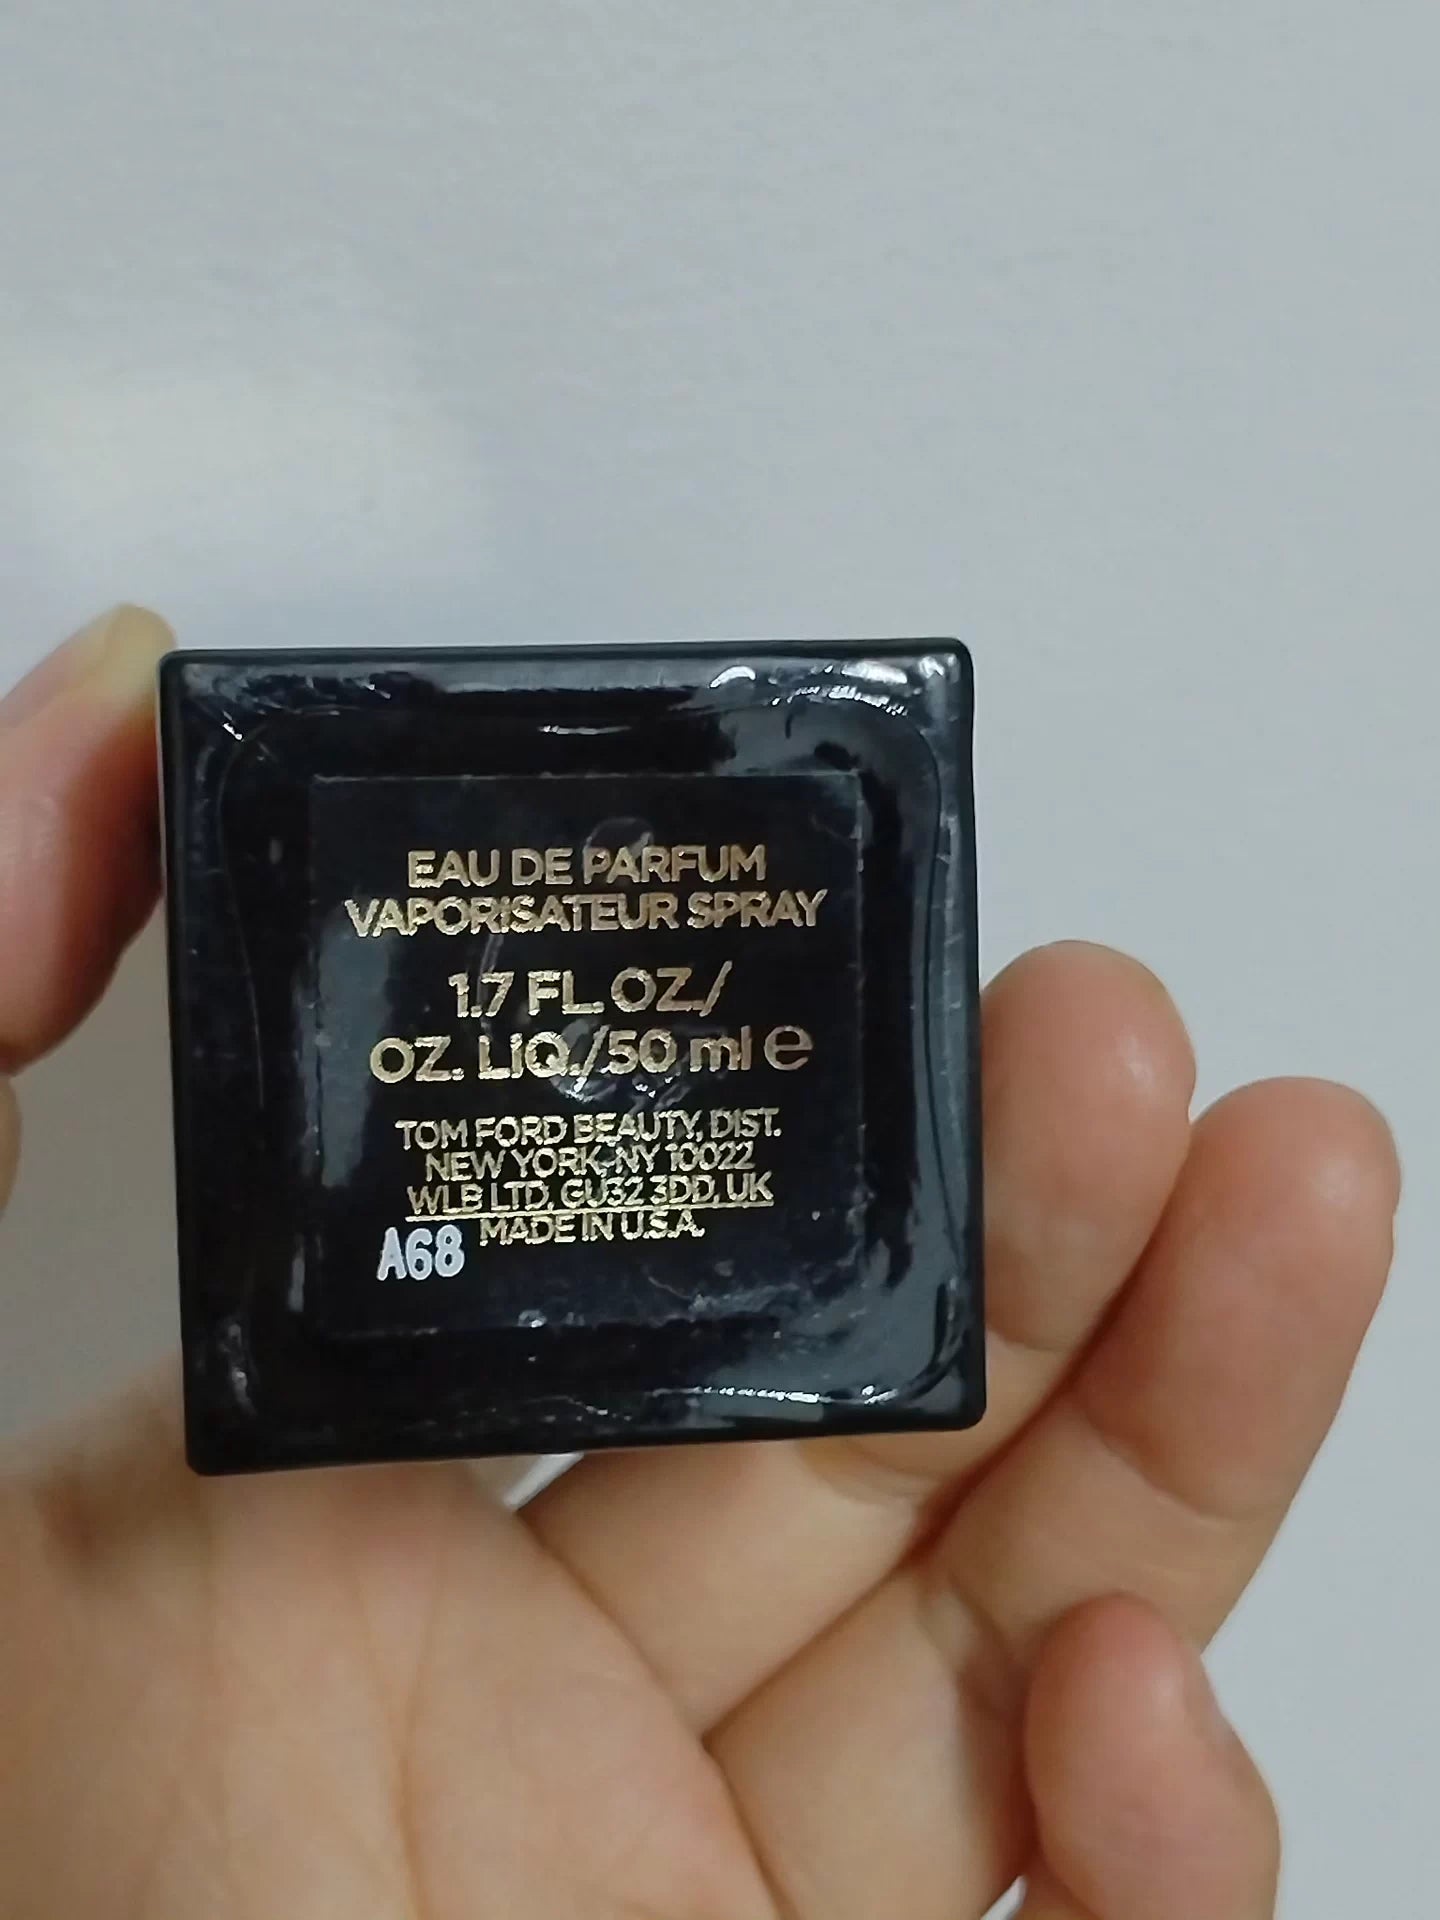 EAU DE PARFUM
VAPORISATEUR SPRAY
1.7 FL. OZ./
OZ. LIQ./50 ml e
TOM FORD BEAUTY, DIST.
NEW YORK, NY 10022
WLB LTD, GU32 3DD, UK
MADE IN U.S.A.
A68